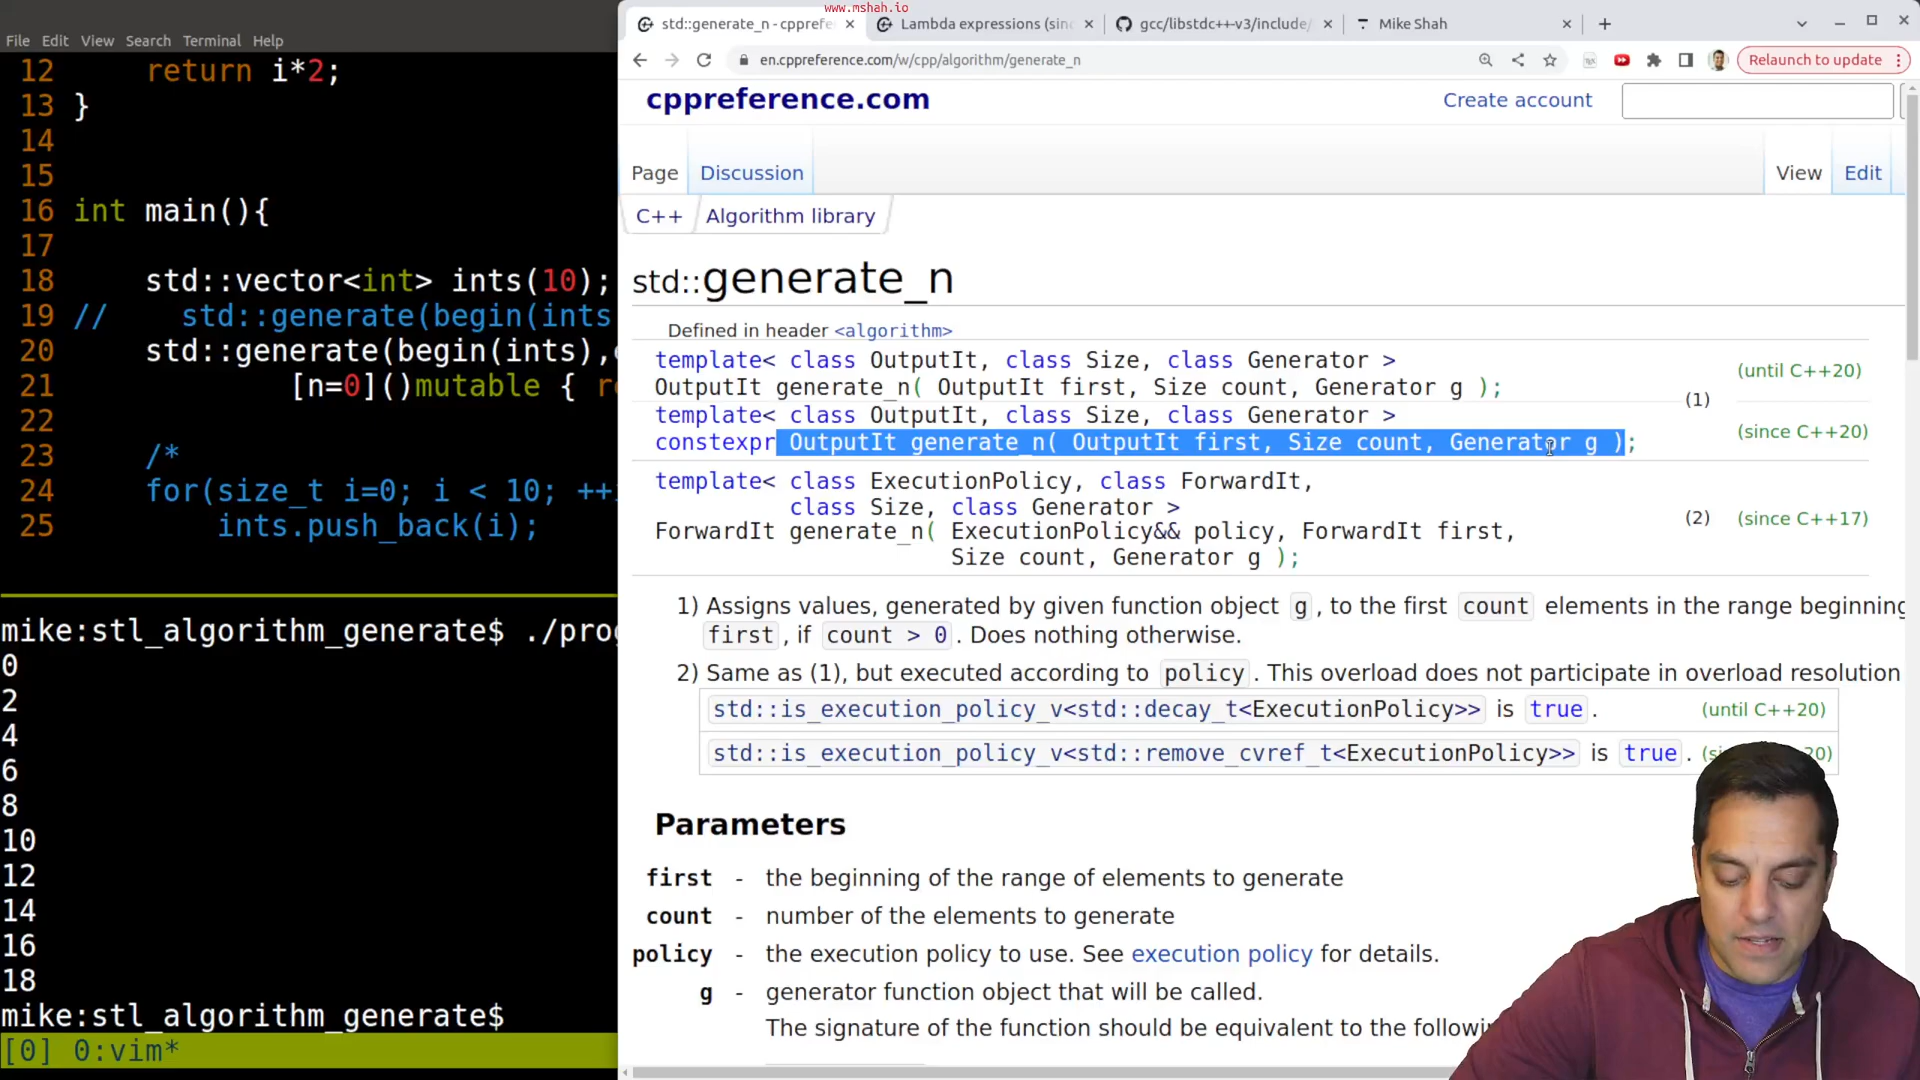 www.mshah.io
std::generate_n - cpprefe
Lambda expressions (sinc
gcc/libstdc++-v3/include/
Mike Shah
File Edit View Search Terminal Help
en.cppreference.com/w/cpp/algorithm/generate_n
Relaunch to update
12 return i*2;
13 }
14
15
16 int main(){
17
18 std::vector<int> ints(10);
19 // std::generate(begin(ints
20 std::generate(begin(ints),
21 [n=0]()mutable {
22
23 /*
24 for(size_t i=0; i < 10; ++
25 ints.push_back(i);
mike:stl_algorithm_generate$ ./pro
0
2
4
6
8
10
12
14
16
18
mike:stl_algorithm_generate$
[0] 0:vim*
cppreference.com
Create account
Page Discussion
View Edit
C++ Algorithm library
std::generate_n
Defined in header <algorithm>
template< class OutputIt, class Size, class Generator >
OutputIt generate_n( OutputIt first, Size count, Generator g );
(until C++20)
(1)
template< class OutputIt, class Size, class Generator >
constexpr OutputIt generate_n( OutputIt first, Size count, Generator g );
(since C++20)
template< class ExecutionPolicy, class ForwardIt,
class Size, class Generator >
ForwardIt generate_n( ExecutionPolicy&& policy, ForwardIt first,
Size count, Generator g );
(2) (since C++17)
1) Assigns values, generated by given function object g, to the first count elements in the range beginning
first, if count > 0. Does nothing otherwise.
2) Same as (1), but executed according to policy. This overload does not participate in overload resolution
std::is_execution_policy_v<std::decay_t<ExecutionPolicy>> is true. (until C++20)
std::is_execution_policy_v<std::remove_cvref_t<ExecutionPolicy>> is true.
Parameters
first - the beginning of the range of elements to generate
count - number of the elements to generate
policy - the execution policy to use. See execution policy for details.
g - generator function object that will be called.
The signature of the function should be equivalent to the